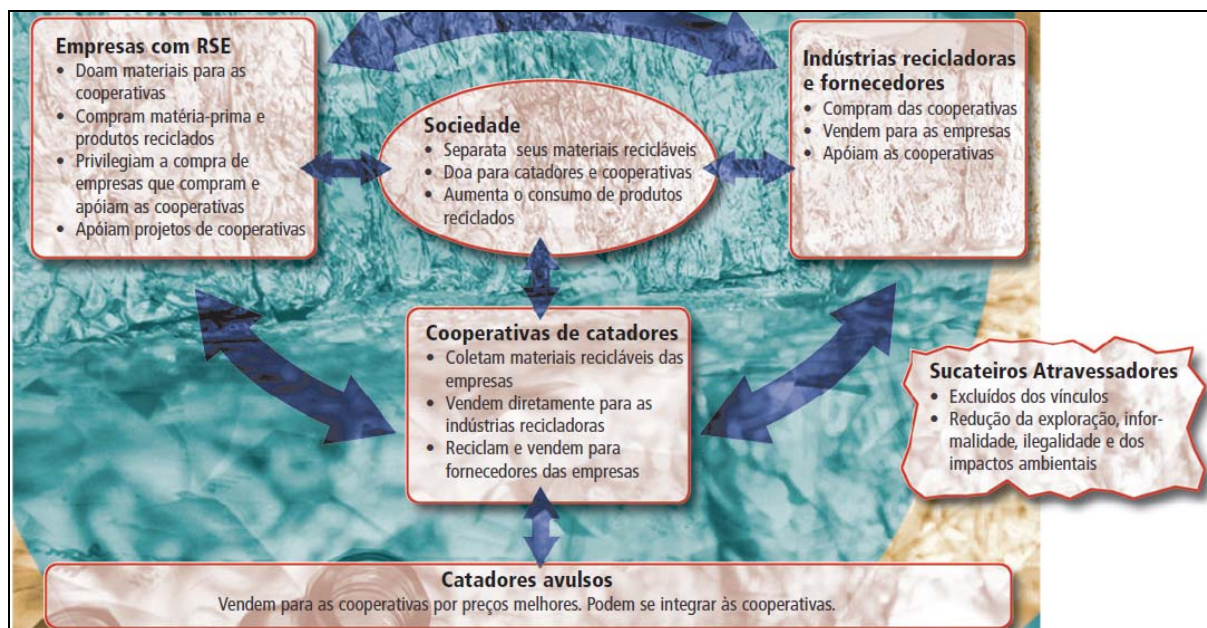 Empresas com RSE
• Doam materiais para as
cooperativas
• Compram matéria-prima e
produtos reciclados
• Privilegiam a compra de
empresas que compram e
apóiam as cooperativas
• Apóiam projetos de cooperativas
Sociedade
• Separata seus materiais recicláveis
• Doa para catadores e cooperativas
• Aumenta o consumo de produtos
reciclados
Indústrias recicladoras
e fornecedores
• Compram das cooperativas
• Vendem para as empresas
• Apóiam as cooperativas
Cooperativas de catadores
• Coletam materiais recicláveis das
empresas
• Vendem diretamente para as
indústrias recicladoras
• Reciclam e vendem para
fornecedores das empresas
Sucateiros Atravessadores
• Excluídos dos vínculos
• Redução da exploração, infor-
malidade, ilegalidade e dos
impactos ambientais
Catadores avulsos
Vendem para as cooperativas por preços melhores. Podem se integrar às cooperativas.